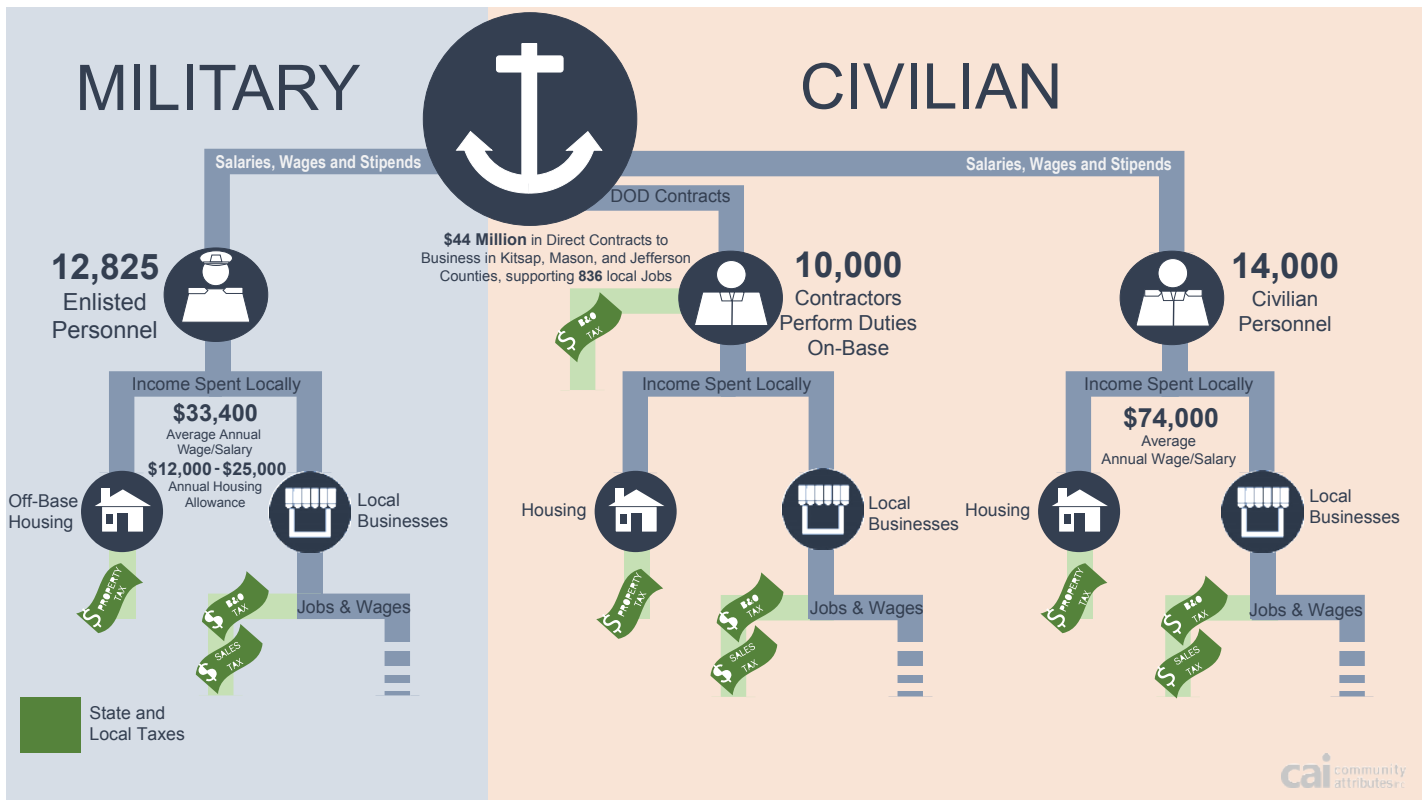 MILITARY
CIVILIAN
Salaries, Wages and Stipends
Salaries, Wages and Stipends
DOD Contracts
$44 Million in Direct Contracts to
Business in Kitsap, Mason, and Jefferson
Counties, supporting 836 local Jobs
12,825
Enlisted
Personnel
10,000
Contractors
Perform Duties
On-Base
14,000
Civilian
Personnel
$ B&O
TAX
Income Spent Locally
$33,400
Average Annual
Wage/Salary
$12,000 - $25,000
Annual Housing
Allowance
Off-Base
Housing
Local
Businesses
$ PROPERTY
TAX
Jobs & Wages
$ B&O
TAX
$ SALES
TAX
Income Spent Locally
Housing
Local
Businesses
$ PROPERTY
TAX
Jobs & Wages
$ B&O
TAX
$ SALES
TAX
Income Spent Locally
$74,000
Average
Annual Wage/Salary
Housing
Local
Businesses
$ PROPERTY
TAX
Jobs & Wages
$ B&O
TAX
$ SALES
TAX
State and
Local Taxes
cai community
attributes